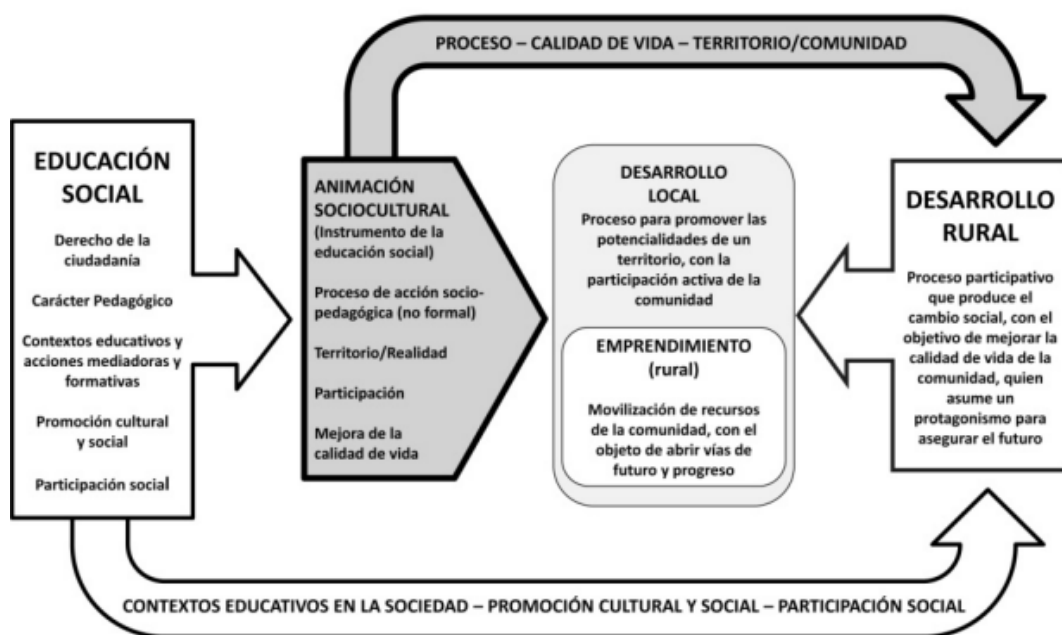 PROCESO – CALIDAD DE VIDA – TERRITORIO/COMUNIDAD
EDUCACIÓN
SOCIAL
Derecho de la
ciudadanía
Carácter Pedagógico
Contextos educativos y
acciones mediadoras y
formativas
Promoción cultural
y social
Participación social
ANIMACIÓN
SOCIOCULTURAL
(Instrumento de la
educación social)
Proceso de acción socio-
pedagógica (no formal)
Territorio/Realidad
Participación
Mejora de la
calidad de vida
DESARROLLO
LOCAL
Proceso para promover las
potencialidades de un
territorio, con la
participación activa de la
comunidad
EMPRENDIMIENTO
(rural)
Movilización de recursos
de la comunidad, con el
objeto de abrir vías de
futuro y progreso
DESARROLLO
RURAL
Proceso participativo
que produce el
cambio social, con el
objetivo de mejorar la
calidad de vida de la
comunidad, quien
asume un
protagonismo para
asegurar el futuro
CONTEXTOS EDUCATIVOS EN LA SOCIEDAD – PROMOCIÓN CULTURAL Y SOCIAL – PARTICIPACIÓN SOCIAL